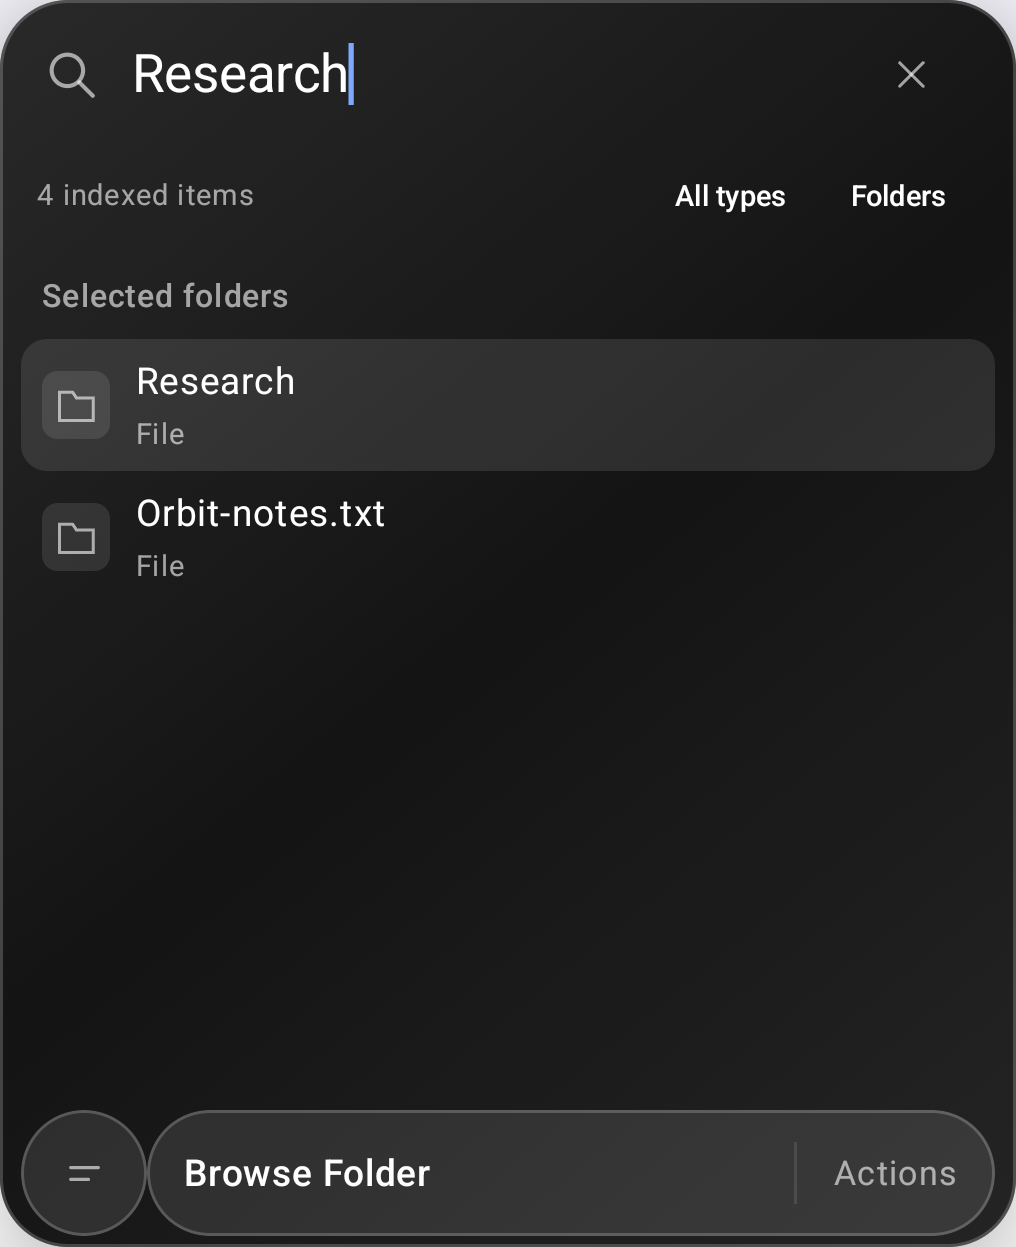 Research
4 indexed items
All types
Folders
Selected folders
Research
File
Orbit-notes.txt
File
Browse Folder
Actions